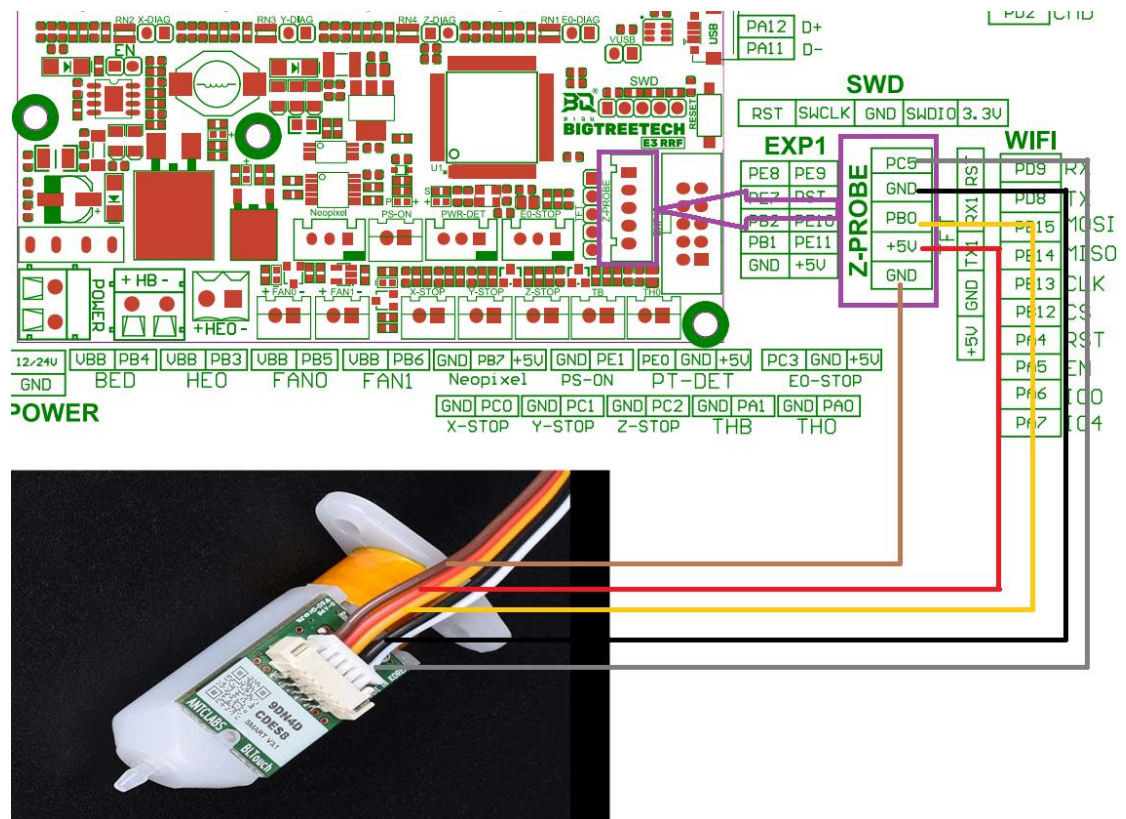 RN2 X-DIAG
RN3 Y-DIAG
RN4 Z-DIAG
RN1 E0-DIAG
EN
VUSB
USB
SWD
BIGTREETECH
E3 RRF
RESET
U1
Neopixel
PS-ON
PWR-DET
E0-STOP
Z-PROBE
POWER
+ HB -
+HE0-
+ FAN0 -
+ FAN1 -
X-STOP
Y-STOP
Z-STOP
TB
TH0
PA12 D+
PA11 D-
PD2 CMD
SWD
RST SWCLK GND SWDIO 3.3V
EXP1
PE8 PE9
PE7 RST
PB2 PE10
PB1 PE11
GND +5V
Z-PROBE
PC5
GND
PB0
+5V
GND
+5V GND TX1 RX1 RST
WIFI
PD9 RX
PD8 TX
PB15 MOSI
PB14 MISO
PB13 CLK
PB12 CS
PA4 RST
PA5 EN
PA6 IO0
PA7 IO4
12/24V
GND
POWER
VBB PB4
BED
VBB PB3
HE0
VBB PB5
FAN0
VBB PB6
FAN1
GND PB7 +5V
Neopixel
GND PE1
PS-ON
PE0 GND +5V
PT-DET
PC3 GND +5V
E0-STOP
GND PC0
X-STOP
GND PC1
Y-STOP
GND PC2
Z-STOP
GND PA1
THB
GND PA0
TH0
9DN4D
CDES8
SMART V3.1
ANTCLABS
BLTouch